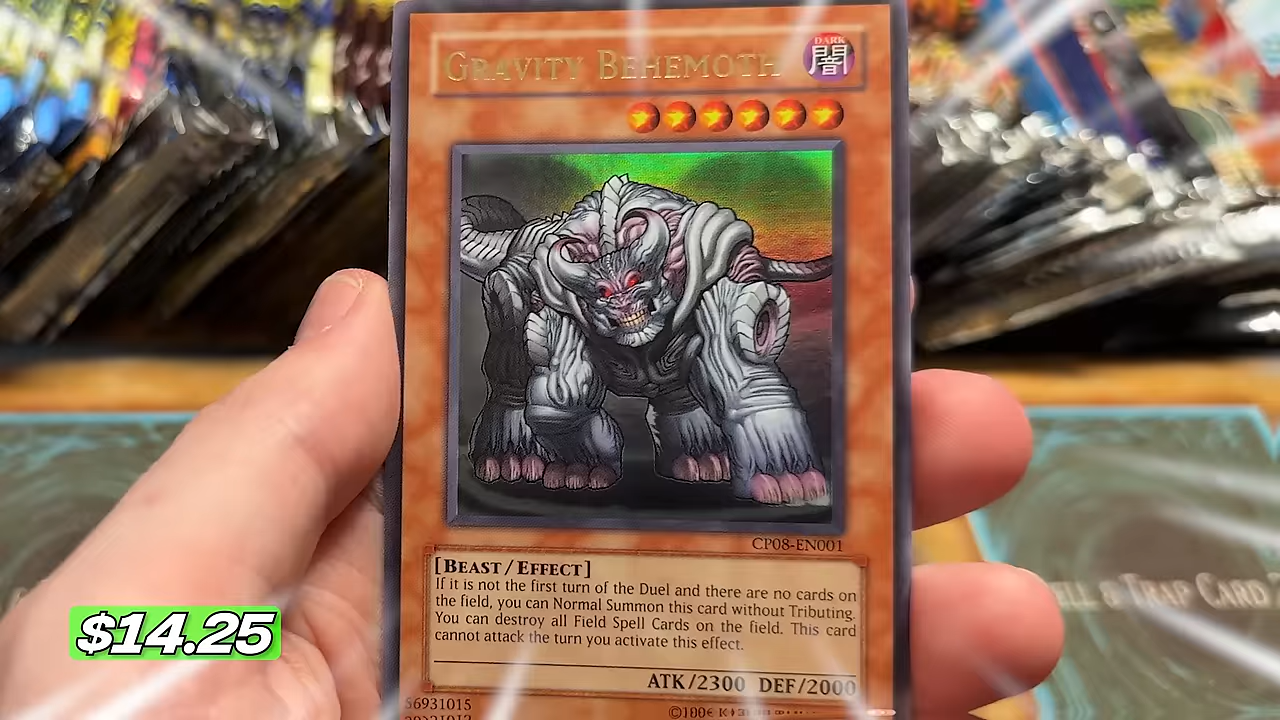 GRAVITY BEHEMOTH
DARK
闇
CP08-EN001
[BEAST/EFFECT]
If it is not the first turn of the Duel and there are no cards on
the field, you can Normal Summon this card without Tributing.
You can destroy all Field Spell Cards on the field. This card
cannot attack the turn you activate this effect.
ATK/2300 DEF/2000
$14.25
& TRAP CARD